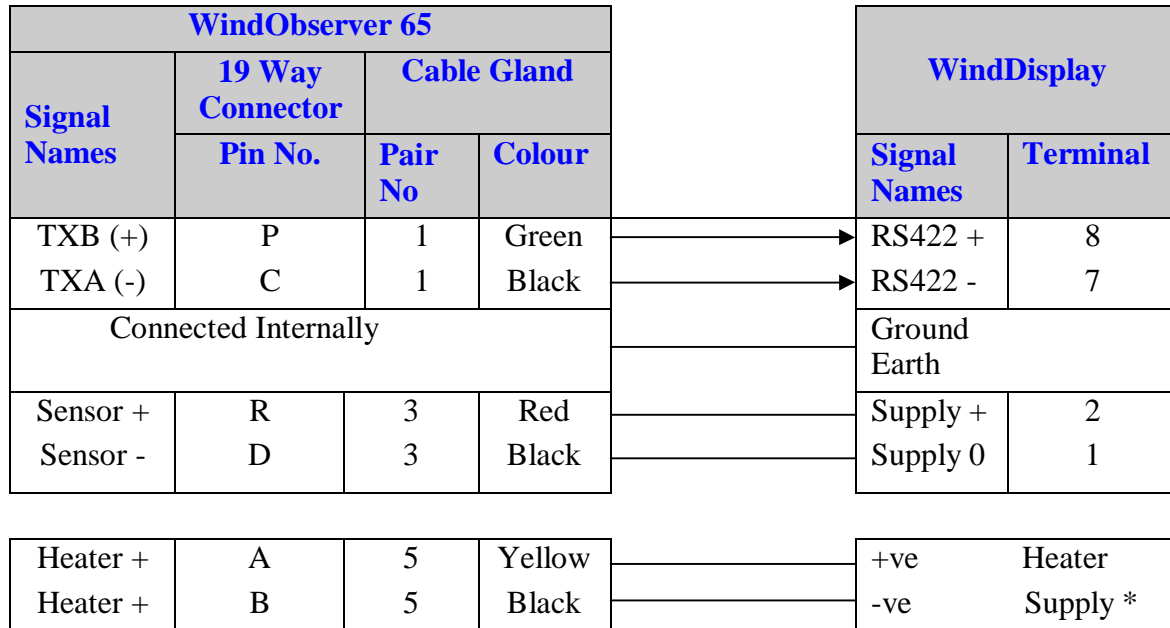 WindObserver 65
WindDisplay
Signal Names
19 Way Connector
Cable Gland
Pin No.
Pair No
Colour
Signal Names
Terminal
TXB (+) P 1 Green RS422 + 8
TXA (-) C 1 Black RS422 - 7
Connected Internally Ground Earth
Sensor + R 3 Red Supply + 2
Sensor - D 3 Black Supply 0 1
Heater + A 5 Yellow +ve Heater
Heater + B 5 Black -ve Supply *